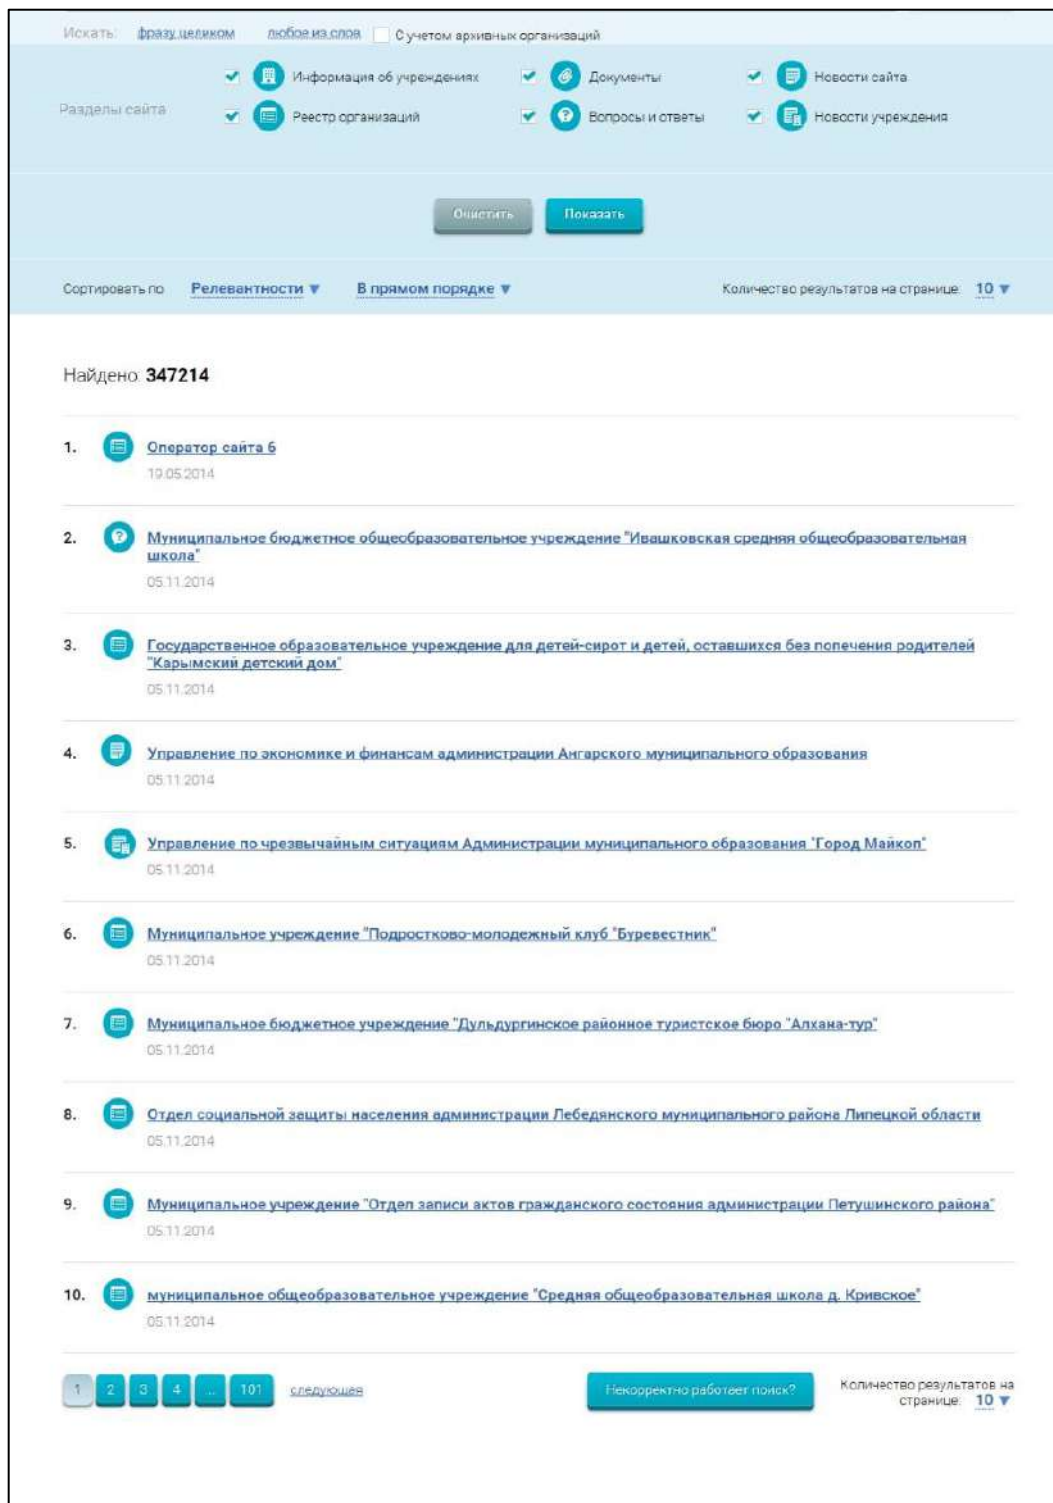 Искать: фразу целиком любое из слов С учетом архивных организаций
Информация об учреждениях Документы Новости сайта
Разделы сайта
Реестр организаций Вопросы и ответы Новости учреждения
Очистить Показать
Сортировать по Релевантности ▼ В прямом порядке ▼ Количество результатов на странице: 10 ▼
Найдено: 347214
1. Оператор сайта 6
19.05.2014
2. Муниципальное бюджетное общеобразовательное учреждение "Ивашковская средняя общеобразовательная
школа"
05.11.2014
3. Государственное образовательное учреждение для детей-сирот и детей, оставшихся без попечения родителей
"Карымский детский дом"
05.11.2014
4. Управление по экономике и финансам администрации Ангарского муниципального образования
05.11.2014
5. Управление по чрезвычайным ситуациям Администрации муниципального образования "Город Майкоп"
05.11.2014
6. Муниципальное учреждение "Подростково-молодежный клуб "Буревестник"
05.11.2014
7. Муниципальное бюджетное учреждение "Дульдургинское районное туристское бюро "Алхана-тур"
05.11.2014
8. Отдел социальной защиты населения администрации Лебедянского муниципального района Липецкой области
05.11.2014
9. Муниципальное учреждение "Отдел записи актов гражданского состояния администрации Петушинского района"
05.11.2014
10. муниципальное общеобразовательное учреждение "Средняя общеобразовательная школа д. Кривское"
05.11.2014
1 2 3 4 ... 101 следующая Некорректно работает поиск? Количество результатов на
странице: 10 ▼